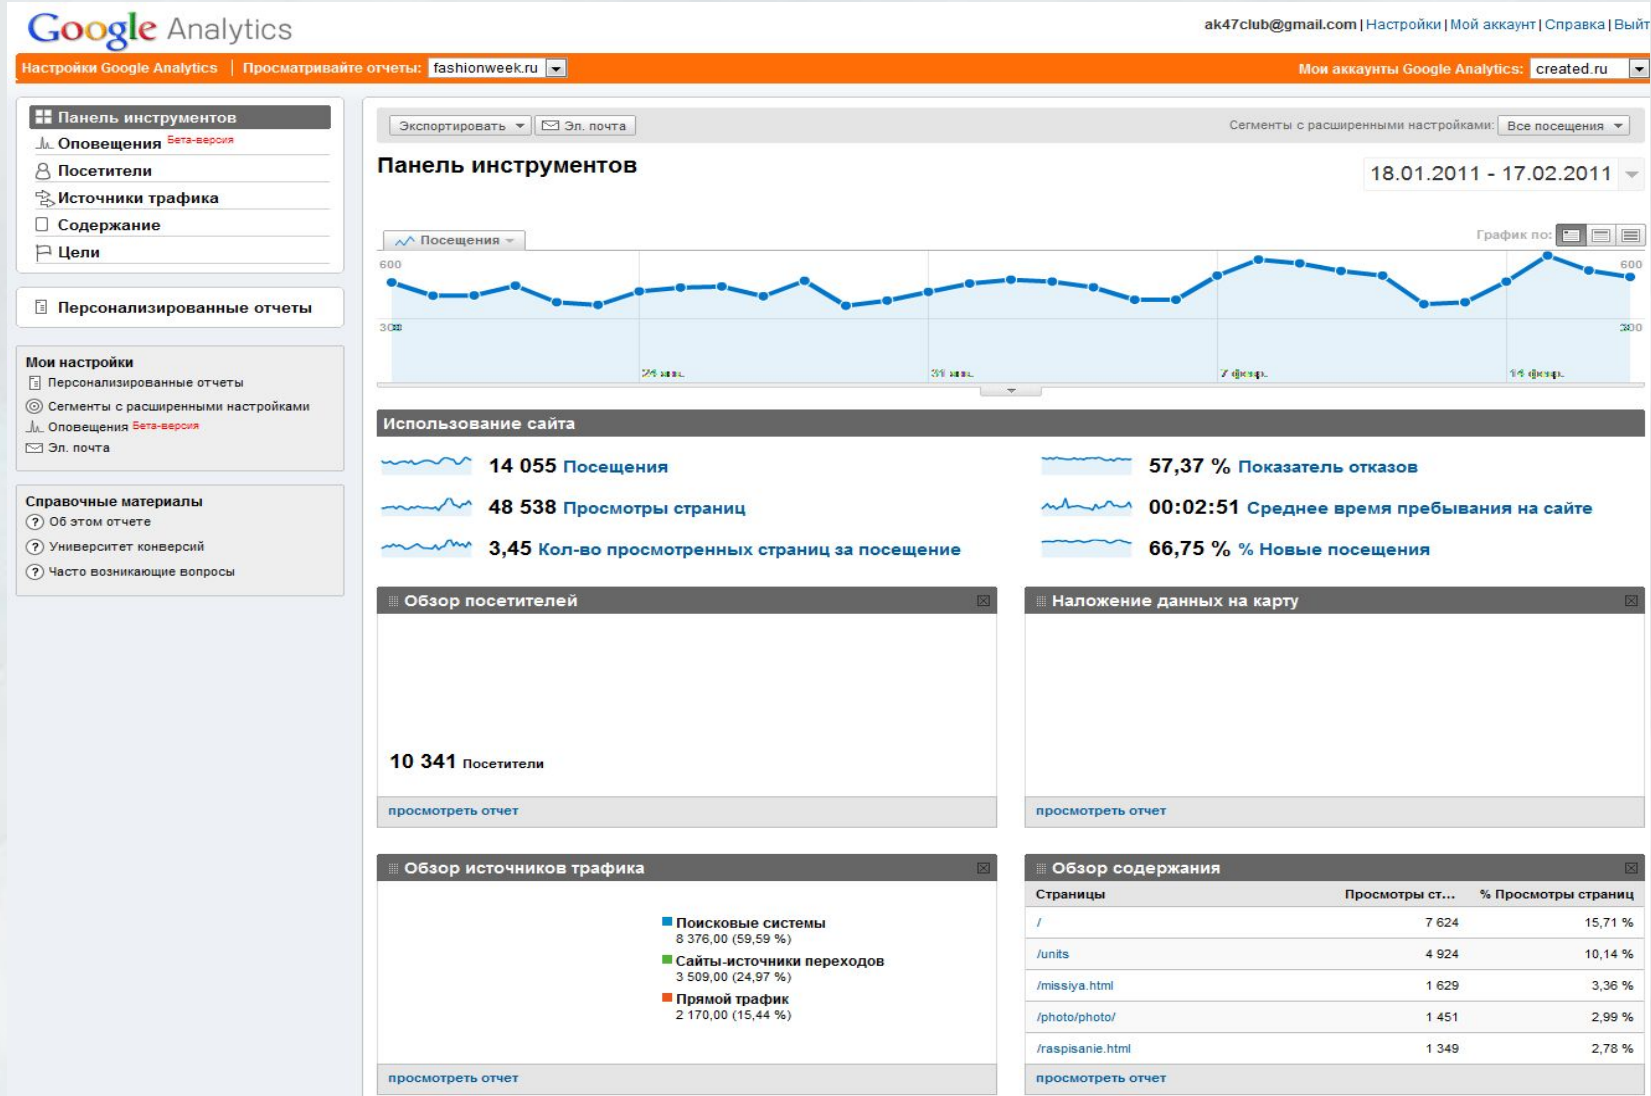 Google Analytics
ak47club@gmail.com | Настройки | Мой аккаунт | Справка | Выйт
Настройки Google Analytics | Просматривайте отчеты: fashionweek.ru
Мои аккаунты Google Analytics: created.ru
Панель инструментов
Оповещения Бета-версия
Посетители
Источники трафика
Содержание
Цели
Персонализированные отчеты
Мои настройки
Персонализированные отчеты
Сегменты с расширенными настройками
Оповещения Бета-версия
Эл. почта
Справочные материалы
Об этом отчете
Университет конверсий
Часто возникающие вопросы
Экспортировать
Эл. почта
Сегменты с расширенными настройками: Все посещения
Панель инструментов
18.01.2011 - 17.02.2011
Посещения
График по:
600
600
300
300
24 янв.
31 янв.
7 февр.
14 февр.
Использование сайта
14 055 Посещения
48 538 Просмотры страниц
3,45 Кол-во просмотренных страниц за посещение
57,37 % Показатель отказов
00:02:51 Среднее время пребывания на сайте
66,75 % % Новые посещения
Обзор посетителей
10 341 Посетители
просмотреть отчет
Наложение данных на карту
просмотреть отчет
Обзор источников трафика
Поисковые системы
8 376,00 (59,59 %)
Сайты-источники переходов
3 509,00 (24,97 %)
Прямой трафик
2 170,00 (15,44 %)
просмотреть отчет
Обзор содержания
Страницы Просмотры ст... % Просмотры страниц
/ 7 624 15,71 %
/units 4 924 10,14 %
/missiya.html 1 629 3,36 %
/photo/photo/ 1 451 2,99 %
/raspisanie.html 1 349 2,78 %
просмотреть отчет